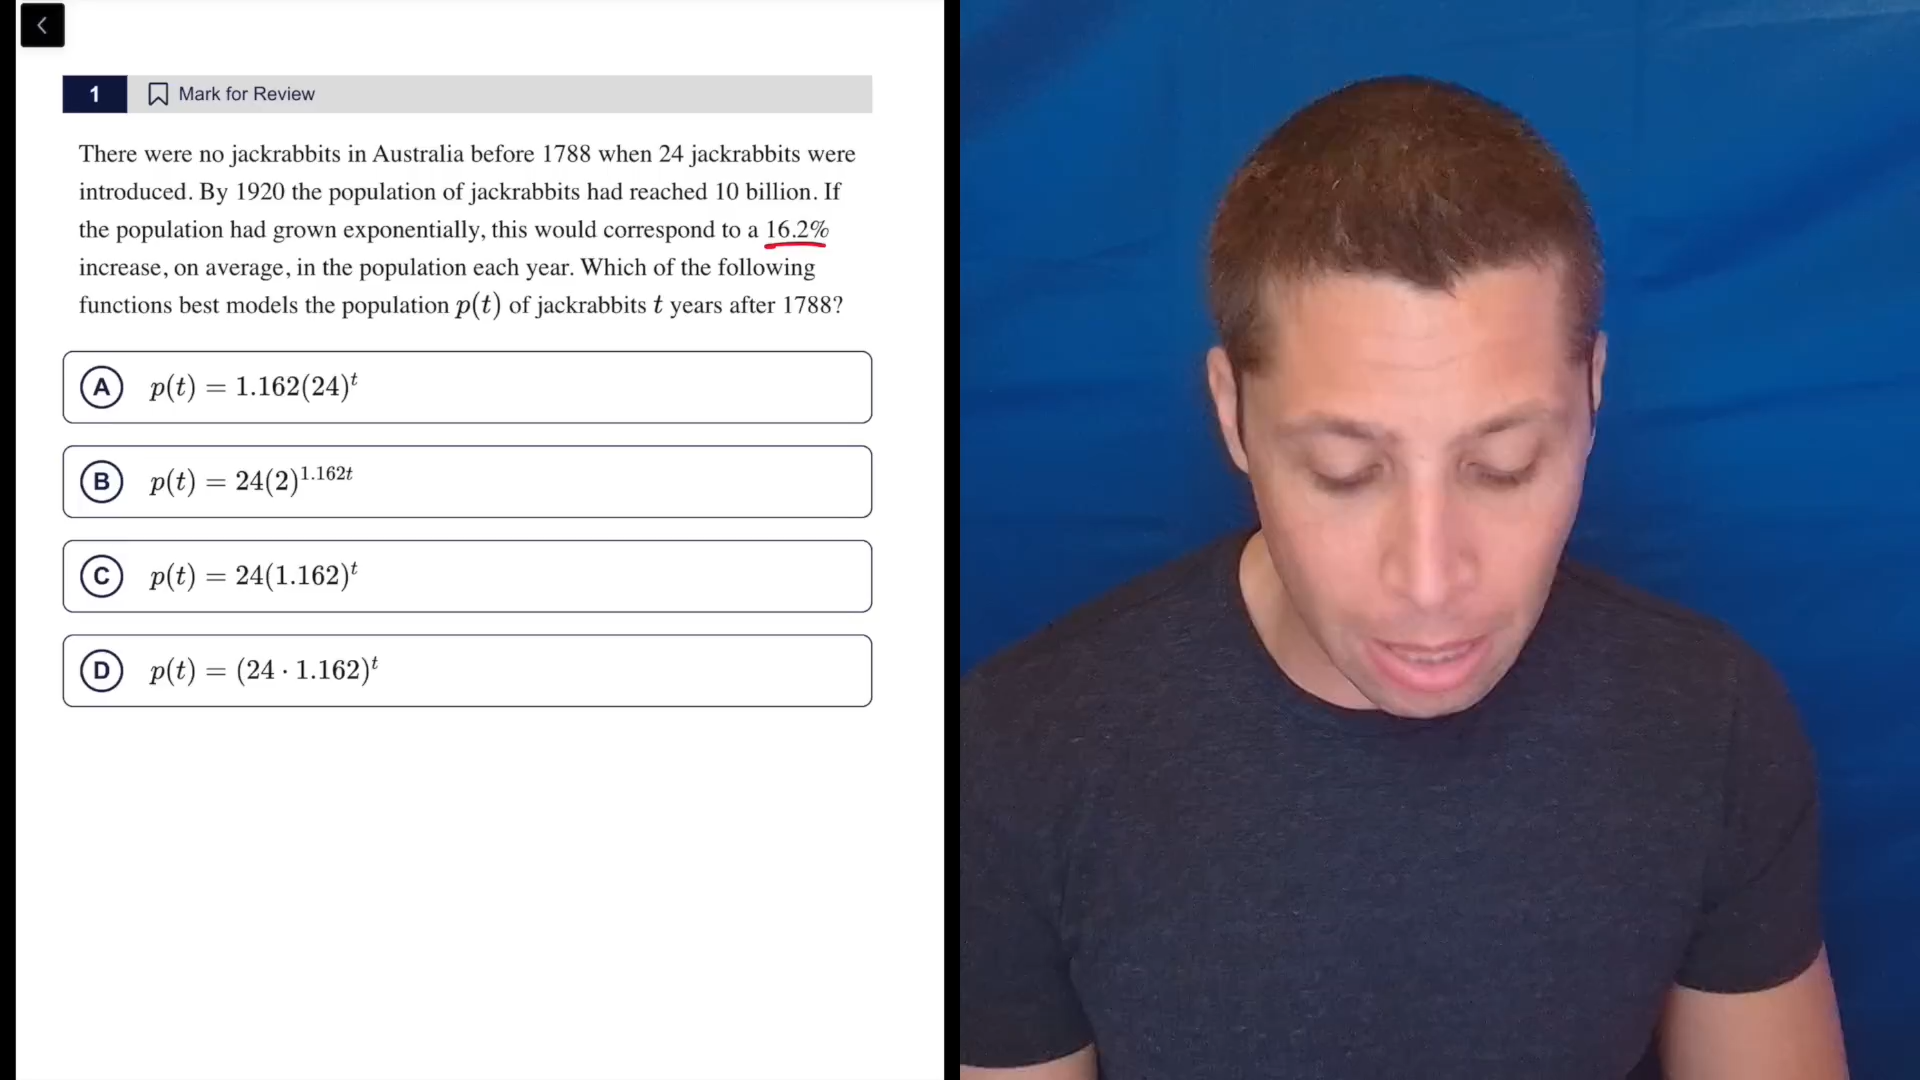 1 Mark for Review
There were no jackrabbits in Australia before 1788 when 24 jackrabbits were
introduced. By 1920 the population of jackrabbits had reached 10 billion. If
the population had grown exponentially, this would correspond to a 16.2%
increase, on average, in the population each year. Which of the following
functions best models the population p(t) of jackrabbits t years after 1788?
A p(t) = 1.162(24)^t
B p(t) = 24(2)^1.162t
C p(t) = 24(1.162)^t
D p(t) = (24 · 1.162)^t